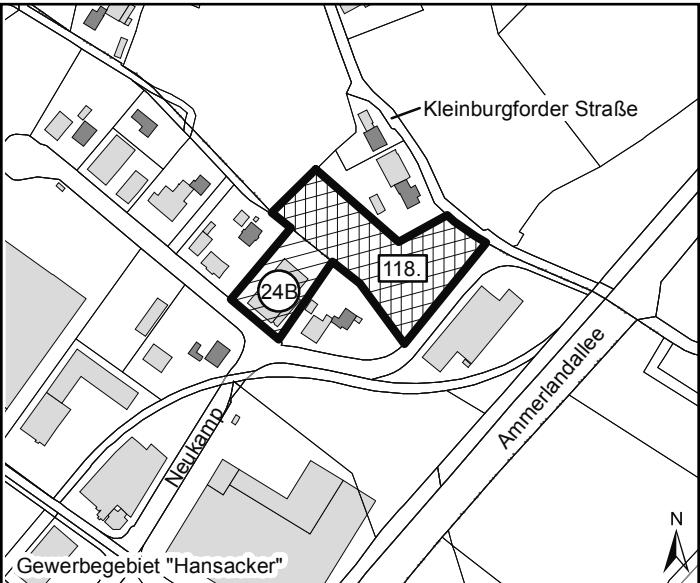 Kleinburgforder Straße
118.
24B
Ammerlandallee
Neukamp
N
Gewerbegebiet "Hansacker"